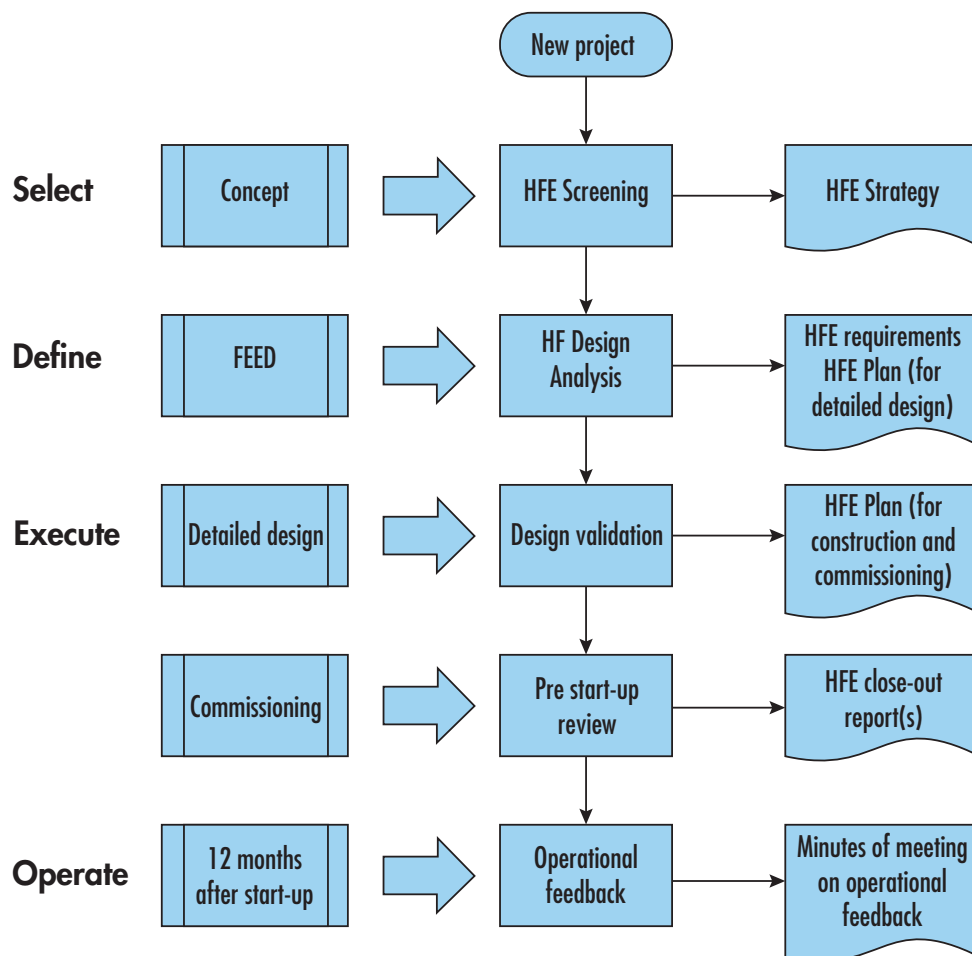 New project
Select
Concept
HFE Screening
HFE Strategy
Define
FEED
HF Design
Analysis
HFE requirements
HFE Plan (for
detailed design)
Execute
Detailed design
Design validation
HFE Plan (for
construction and
commissioning)
Commissioning
Pre start-up
review
HFE close-out
report(s)
Operate
12 months
after start-up
Operational
feedback
Minutes of meeting
on operational
feedback